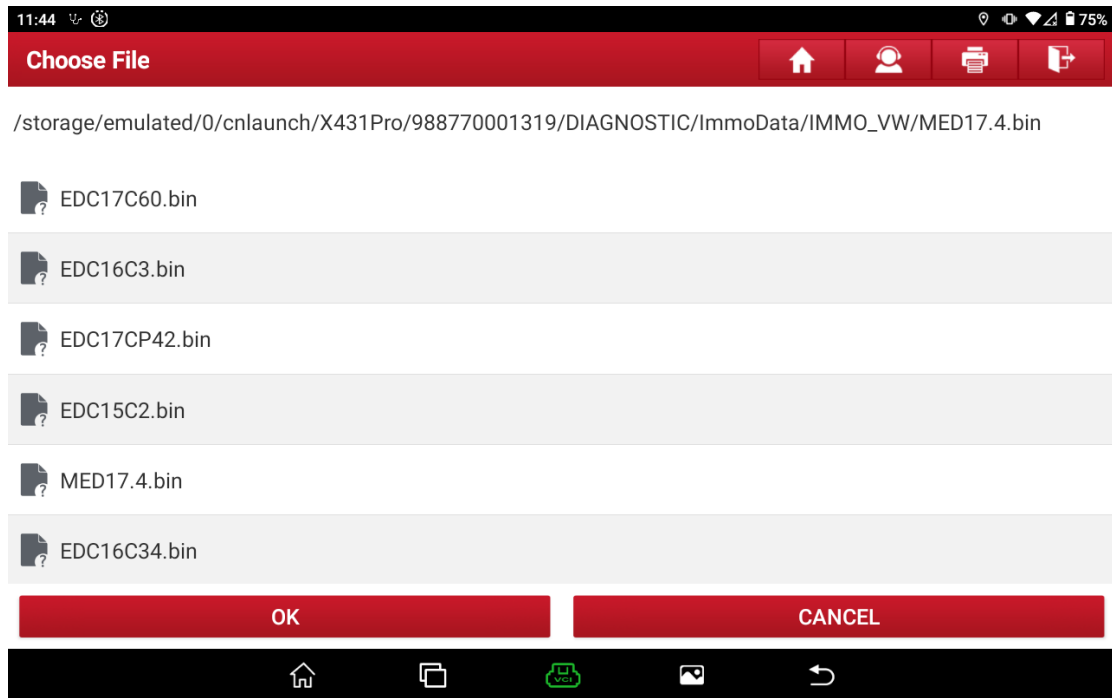 11:44
75%
Choose File
/storage/emulated/0/cnlaunch/X431Pro/988770001319/DIAGNOSTIC/ImmoData/IMMO_VW/MED17.4.bin
EDC17C60.bin
EDC16C3.bin
EDC17CP42.bin
EDC15C2.bin
MED17.4.bin
EDC16C34.bin
OK
CANCEL
VCI